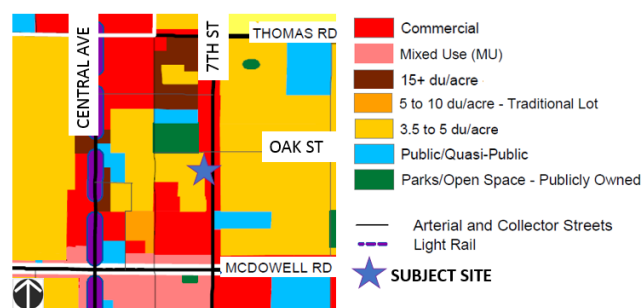 THOMAS RD
CENTRAL AVE
7TH ST
OAK ST
MCDOWELL RD
Commercial
Mixed Use (MU)
15+ du/acre
5 to 10 du/acre - Traditional Lot
3.5 to 5 du/acre
Public/Quasi-Public
Parks/Open Space - Publicly Owned
Arterial and Collector Streets
Light Rail
SUBJECT SITE